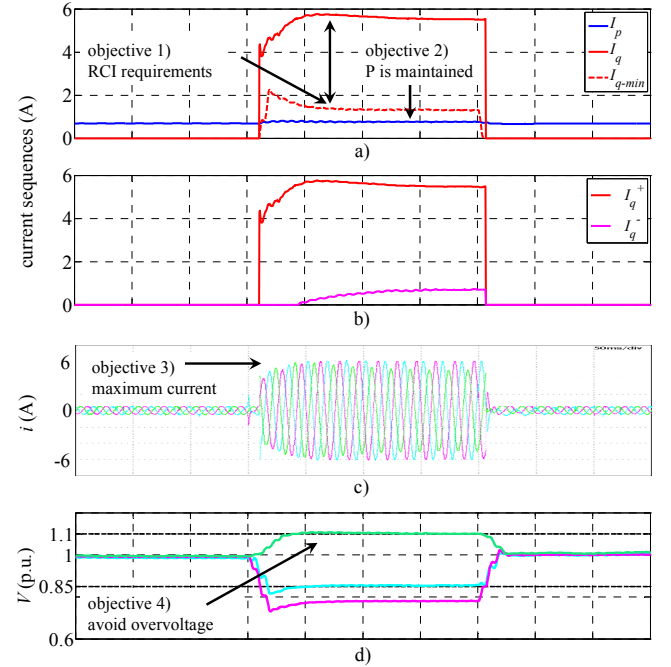 6
4
2
0
current sequences (A)
objective 1)
RCI requirements
objective 2)
P is maintained
I_p
I_q
I_q-min
a)
6
4
2
0
I_q^+
I_q^-
b)
50ms/div
6
0
-6
i (A)
objective 3)
maximum current
c)
1.1
1
0.85
0.6
V (p.u.)
objective 4)
avoid overvoltage
d)